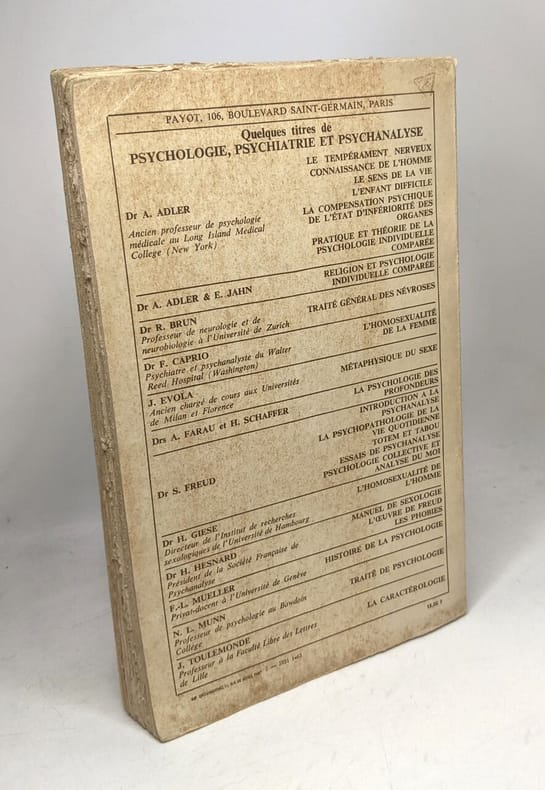 PAYOT, 106, BOULEVARD SAINT-GERMAIN, PARIS
Quelques titres de
PSYCHOLOGIE, PSYCHIATRIE ET PSYCHANALYSE
Dr A. ADLER
Ancien professeur de psychologie
médicale au Long Island Medical
College (New York)
LE TEMPÉRAMENT NERVEUX
CONNAISSANCE DE L'HOMME
LE SENS DE LA VIE
L'ENFANT DIFFICILE
LA COMPENSATION PSYCHIQUE
DE L'ÉTAT D'INFÉRIORITÉ DES
ORGANES
PRATIQUE ET THÉORIE DE LA
PSYCHOLOGIE INDIVIDUELLE
COMPARÉE
Dr A. ADLER & E. JAHN
RELIGION ET PSYCHOLOGIE
INDIVIDUELLE COMPARÉE
Dr R. BRUN
Professeur de neurologie et de
neurobiologie à l'Université de Zurich
TRAITÉ GÉNÉRAL DES NÉVROSES
Dr F. CAPRIO
Psychiatre et psychanalyste du Walter
Reed Hospital (Washington)
L'HOMOSEXUALITÉ
DE LA FEMME
J. EVOLA
Ancien chargé de cours aux Universités
de Milan et Florence
MÉTAPHYSIQUE DU SEXE
Drs A. FARAU et H. SCHAFFER
LA PSYCHOLOGIE DES
PROFONDEURS
Dr S. FREUD
INTRODUCTION A LA
PSYCHANALYSE
LA PSYCHOPATHOLOGIE DE LA
VIE QUOTIDIENNE
TOTEM ET TABOU
ESSAIS DE PSYCHANALYSE
PSYCHOLOGIE COLLECTIVE ET
ANALYSE DU MOI
Dr H. GIESE
Directeur de l'Institut de recherches
sexologiques de l'Université de Hambourg
L'HOMOSEXUALITÉ DE
L'HOMME
Dr H. HESNARD
Président de la Société Française de
Psychanalyse
MANUEL DE SEXOLOGIE
L'ŒUVRE DE FREUD
LES PHOBIES
F.-L. MUELLER
Privat-docent à l'Université de Genève
HISTOIRE DE LA PSYCHOLOGIE
N. L. MUNN
Professeur de psychologie au Bowdoin
Collège
TRAITÉ DE PSYCHOLOGIE
J. TOULEMONDE
Professeur à la Faculté Libre des Lettres
de Lille
LA CARACTÉROLOGIE